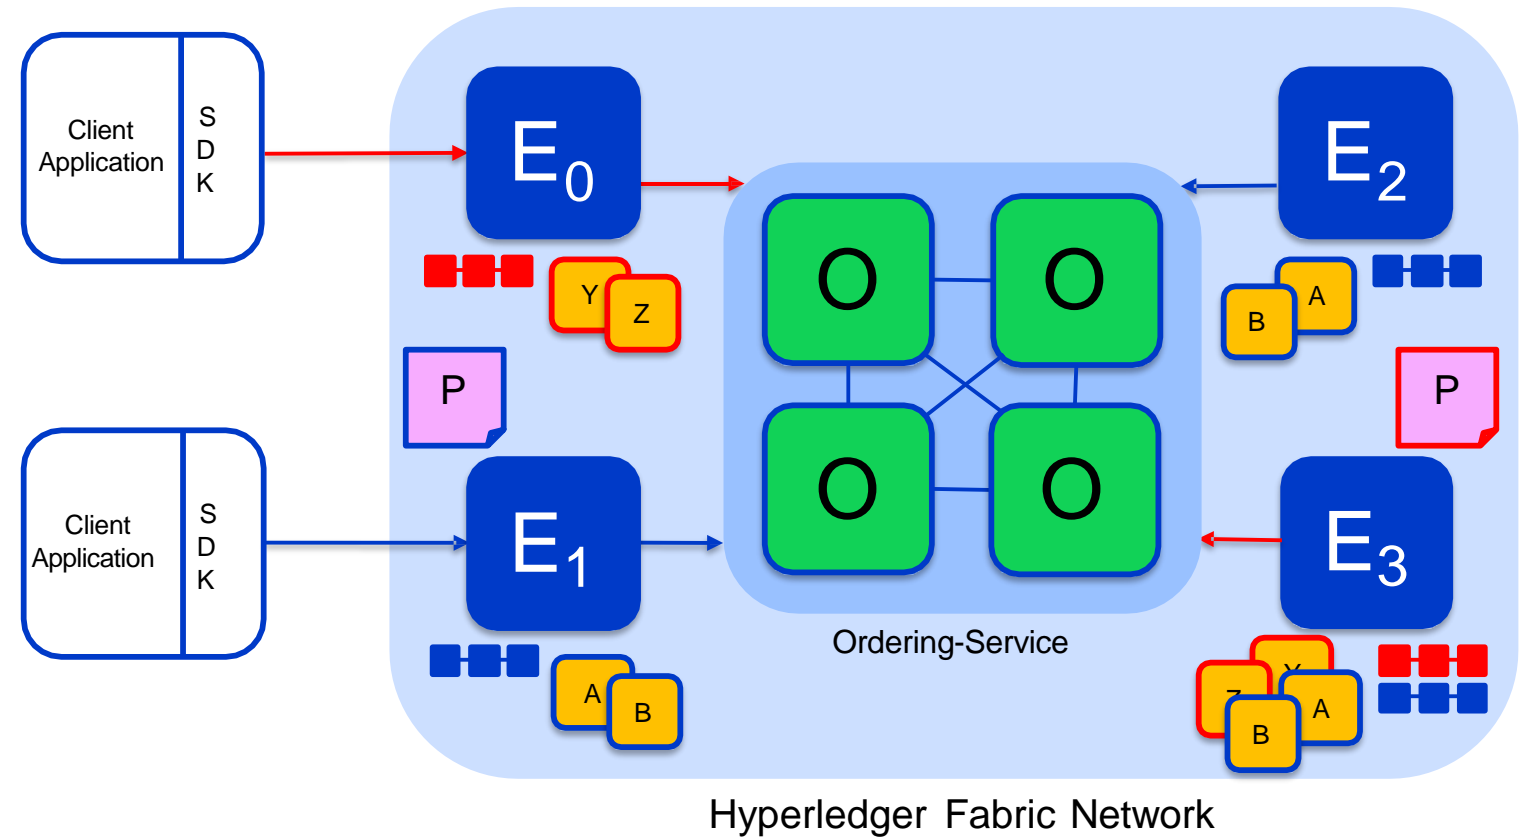 Client
Application
S
D
K
E0
E2
O
O
Y
Z
A
B
P
P
Client
Application
S
D
K
E1
O
O
E3
Ordering-Service
A
B
Y
Z
A
B
Hyperledger Fabric Network